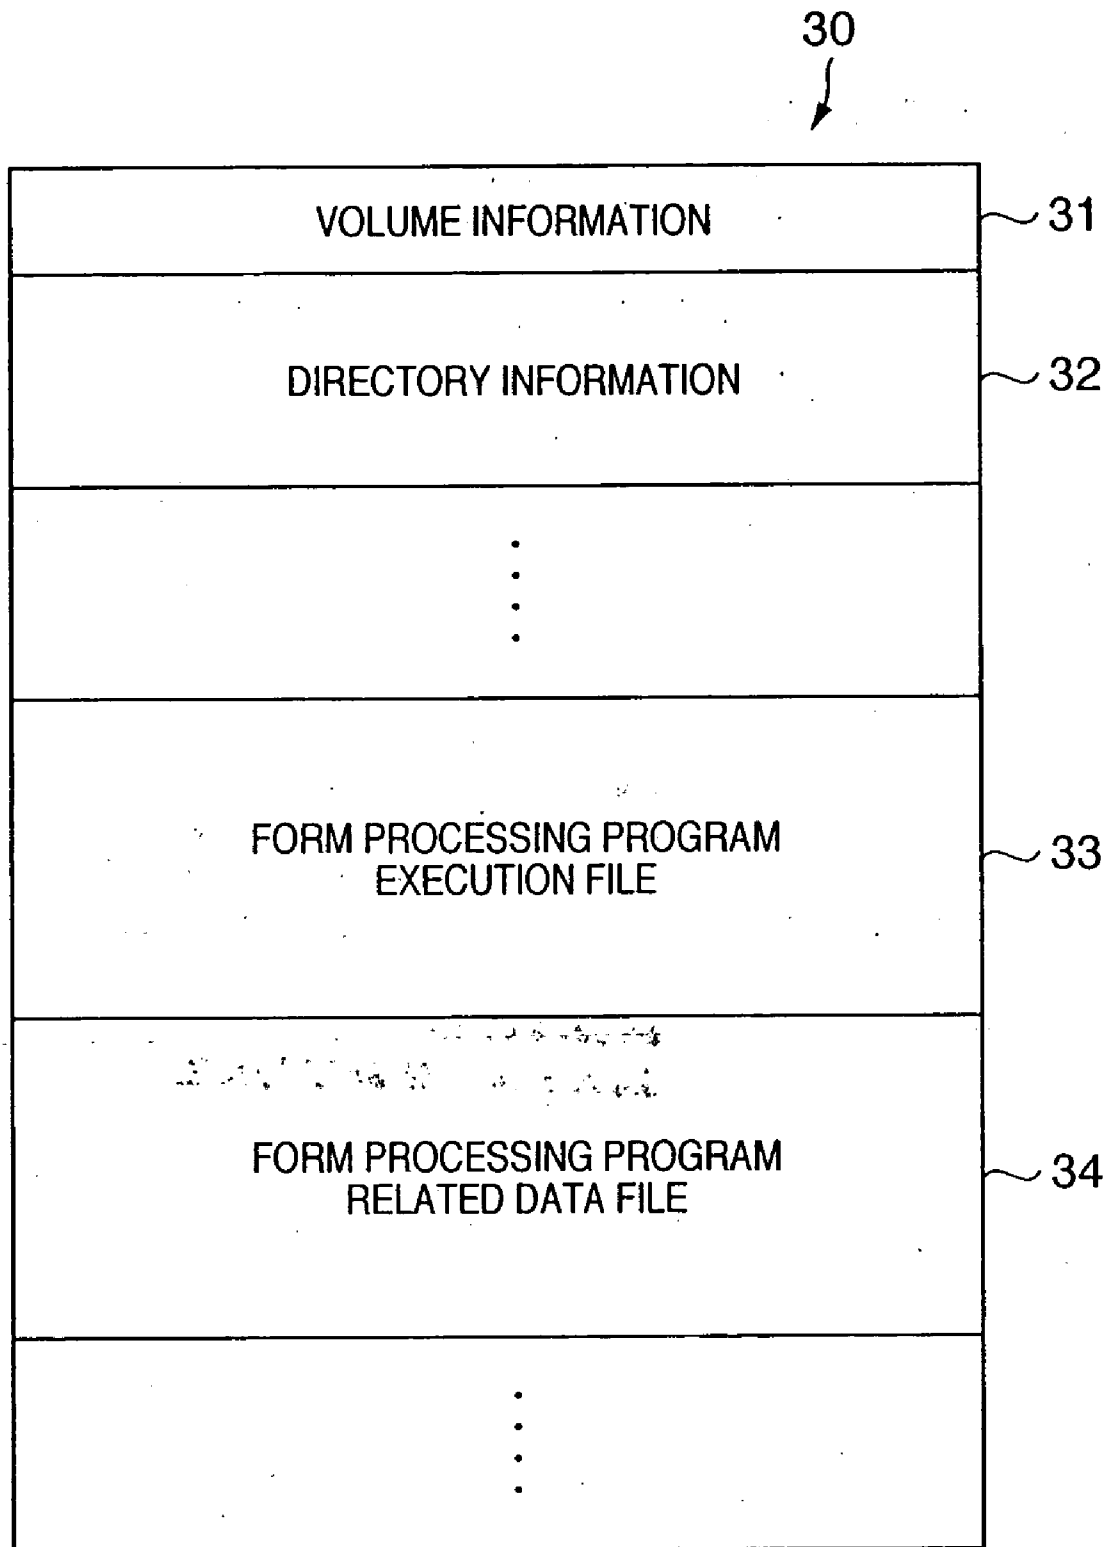 30
VOLUME INFORMATION
31
DIRECTORY INFORMATION
32
FORM PROCESSING PROGRAM
EXECUTION FILE
33
FORM PROCESSING PROGRAM
RELATED DATA FILE
34